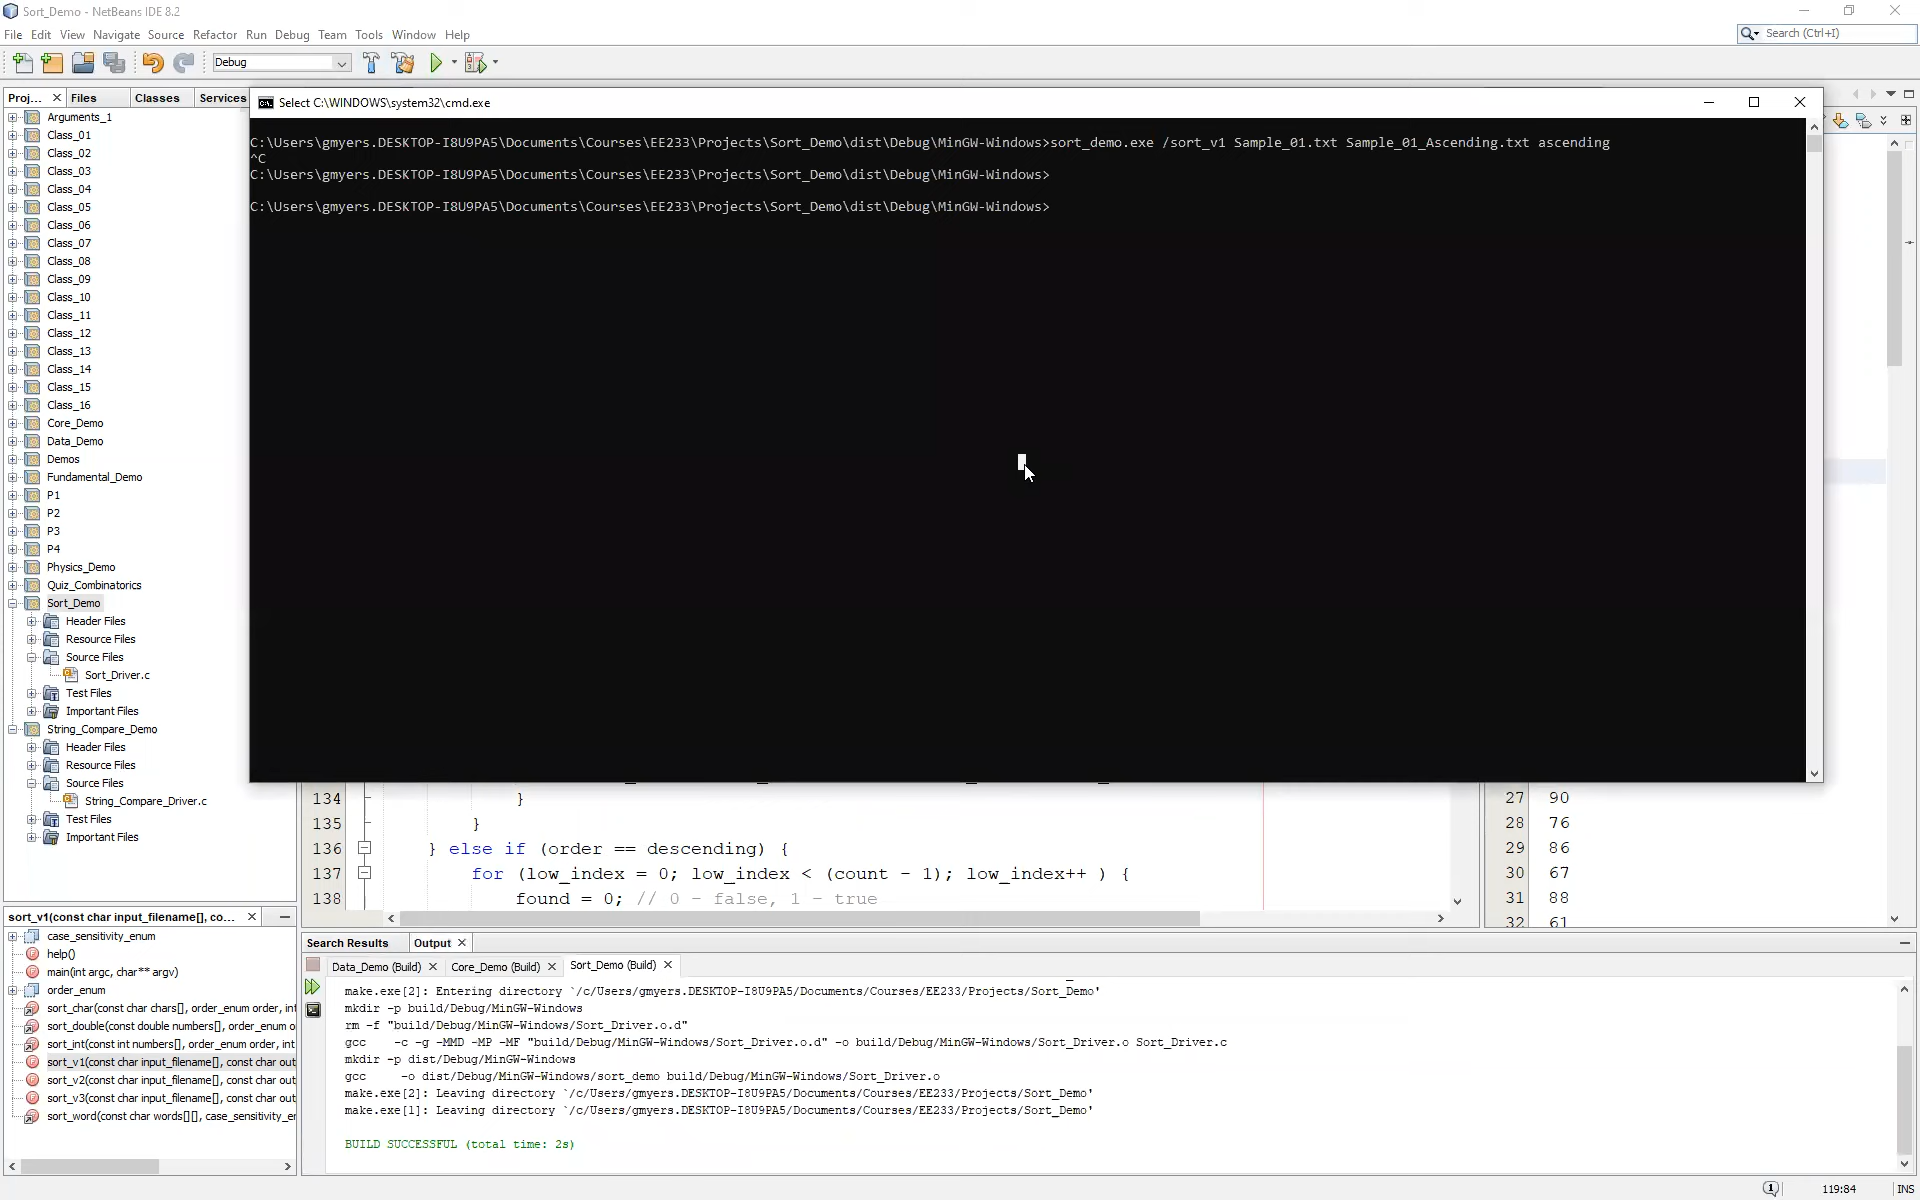 Sort_Demo - NetBeans IDE 8.2
File Edit View Navigate Source Refactor Run Debug Team Tools Window Help
Search (Ctrl+I)
Debug
Proj... Files Classes Services
Select C:\WINDOWS\system32\cmd.exe
C:\Users\gmyers.DESKTOP-I8U9PA5\Documents\Courses\EE233\Projects\Sort_Demo\dist\Debug\MinGW-Windows>sort_demo.exe /sort_v1 Sample_01.txt Sample_01_Ascending.txt ascending
^C
C:\Users\gmyers.DESKTOP-I8U9PA5\Documents\Courses\EE233\Projects\Sort_Demo\dist\Debug\MinGW-Windows>
C:\Users\gmyers.DESKTOP-I8U9PA5\Documents\Courses\EE233\Projects\Sort_Demo\dist\Debug\MinGW-Windows>
Arguments_1
Class_01
Class_02
Class_03
Class_04
Class_05
Class_06
Class_07
Class_08
Class_09
Class_10
Class_11
Class_12
Class_13
Class_14
Class_15
Class_16
Core_Demo
Data_Demo
Demos
Fundamental_Demo
P1
P2
P3
P4
Physics_Demo
Quiz_Combinatorics
Sort_Demo
Header Files
Resource Files
Source Files
Sort_Driver.c
Test Files
Important Files
String_Compare_Demo
Header Files
Resource Files
Source Files
String_Compare_Driver.c
Test Files
Important Files
134 }
135 }
136 } else if (order == descending) {
137 for (low_index = 0; low_index < (count - 1); low_index++ ) {
138 found = 0; // 0 - false, 1 - true
27 90
28 76
29 86
30 67
31 88
32 61
sort_v1(const char input_filename[], co...
case_sensitivity_enum
help()
main(int argc, char** argv)
order_enum
sort_char(const char chars[], order_enum order, int
sort_double(const double numbers[], order_enum o
sort_int(const int numbers[], order_enum order, int
sort_v1(const char input_filename[], const char out
sort_v2(const char input_filename[], const char out
sort_v3(const char input_filename[], const char out
sort_word(const char words[][], case_sensitivity_er
Search Results Output
Data_Demo (Build) Core_Demo (Build) Sort_Demo (Build)
make.exe[2]: Entering directory `/c/Users/gmyers.DESKTOP-I8U9PA5/Documents/Courses/EE233/Projects/Sort_Demo'
mkdir -p build/Debug/MinGW-Windows
rm -f "build/Debug/MinGW-Windows/Sort_Driver.o.d"
gcc -c -g -MMD -MP -MF "build/Debug/MinGW-Windows/Sort_Driver.o.d" -o build/Debug/MinGW-Windows/Sort_Driver.o Sort_Driver.c
mkdir -p dist/Debug/MinGW-Windows
gcc -o dist/Debug/MinGW-Windows/sort_demo build/Debug/MinGW-Windows/Sort_Driver.o
make.exe[2]: Leaving directory `/c/Users/gmyers.DESKTOP-I8U9PA5/Documents/Courses/EE233/Projects/Sort_Demo'
make.exe[1]: Leaving directory `/c/Users/gmyers.DESKTOP-I8U9PA5/Documents/Courses/EE233/Projects/Sort_Demo'
BUILD SUCCESSFUL (total time: 2s)
119:84 INS